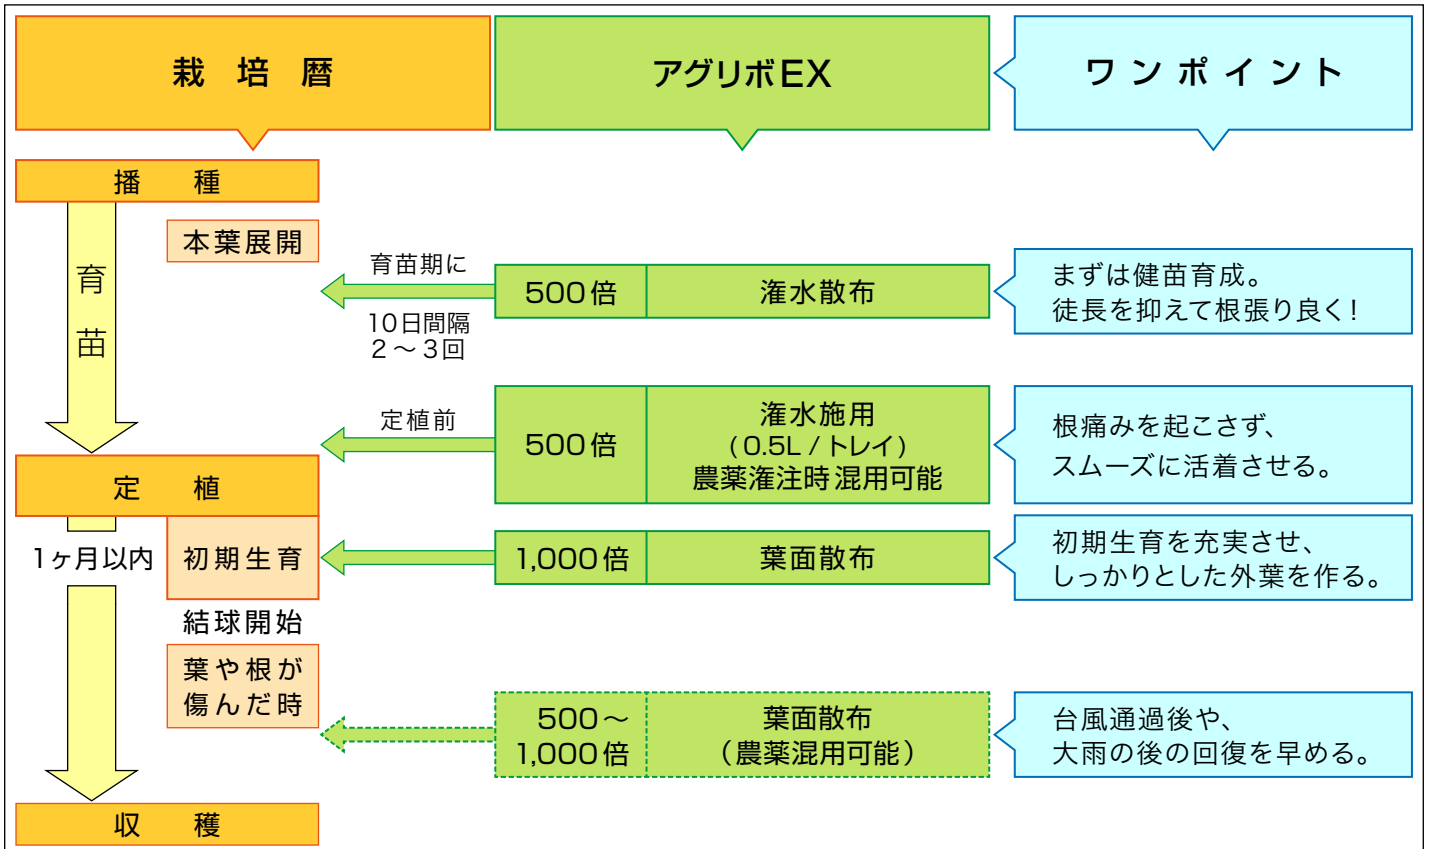 栽培暦
アグリボEX
ワンポイント
播種
育苗
本葉展開
育苗期に
10日間隔
2～3回
500倍
潅水散布
まずは健苗育成。
徒長を抑えて根張り良く!
定植前
500倍
潅水施用
(0.5L / トレイ)
農薬潅注時 混用可能
根痛みを起こさず、
スムーズに活着させる。
定植
1ヶ月以内
初期生育
1,000倍
葉面散布
初期生育を充実させ、
しっかりとした外葉を作る。
結球開始
葉や根が
傷んだ時
500～
1,000倍
葉面散布
（農薬混用可能）
台風通過後や、
大雨の後の回復を早める。
収穫